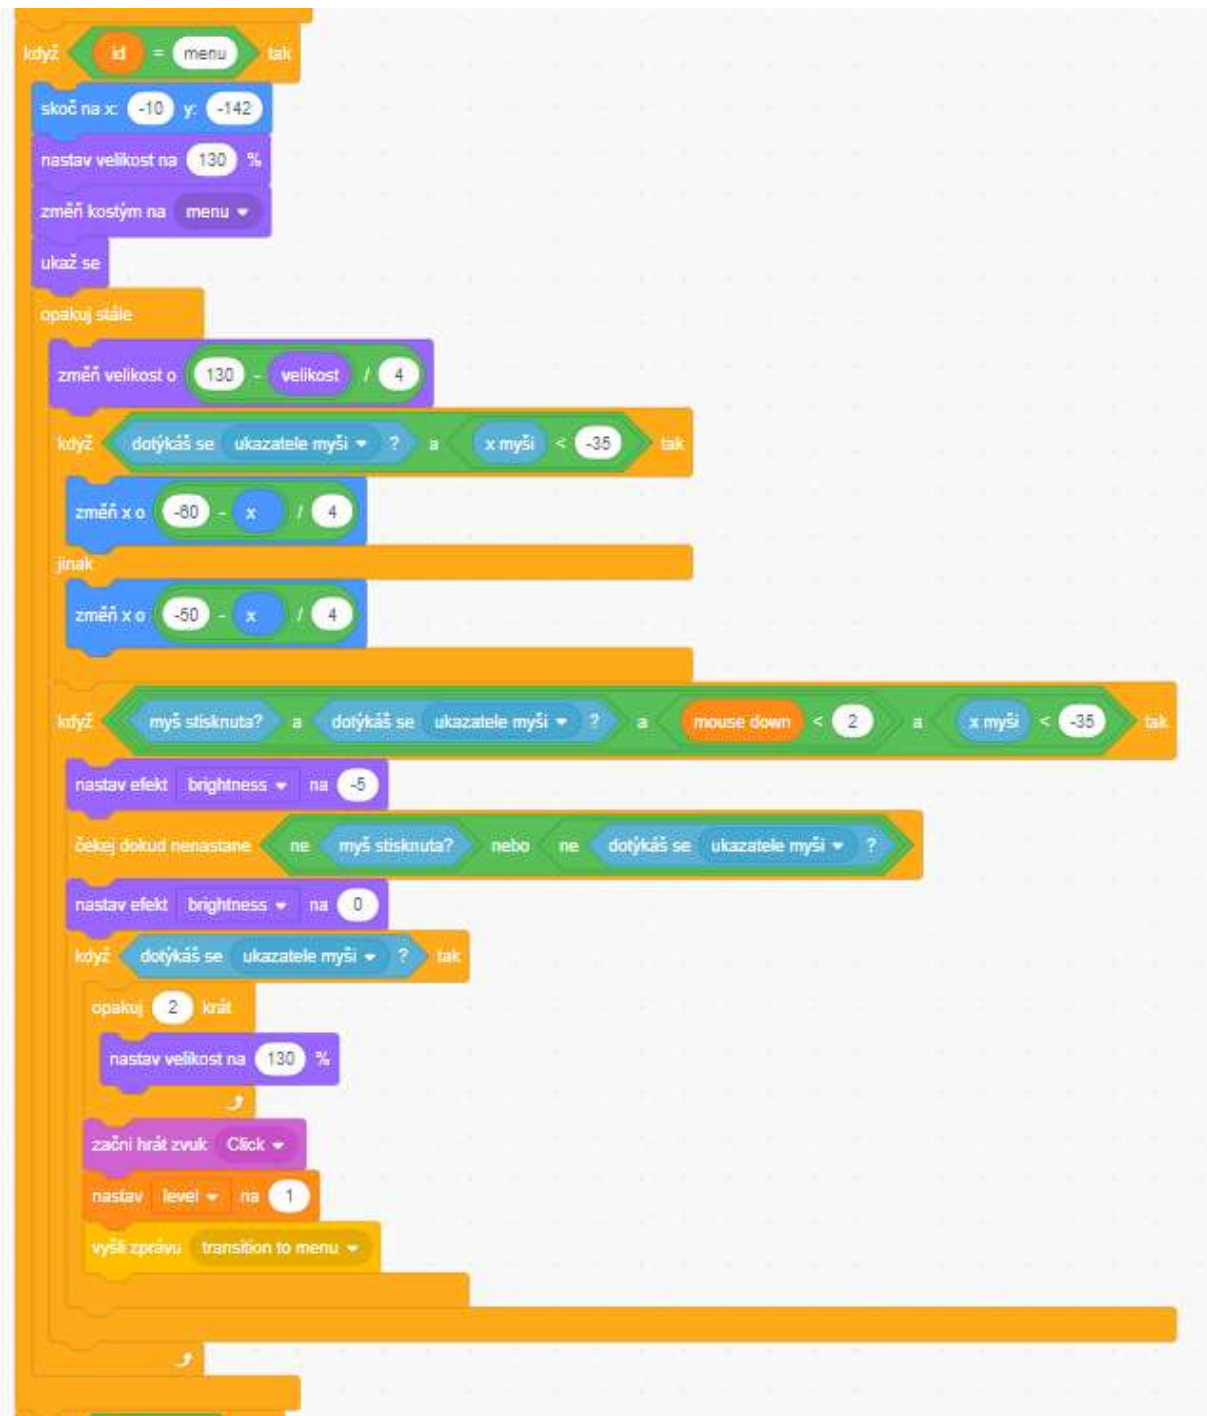 když id = menu tak
skoč na x: -10 y: -142
nastav velikost na 130 %
změň kostým na menu
ukaž se
opakuj stále
změň velikost o 130 - velikost / 4
když dotýkáš se ukazatele myši ? a x myši < -35 tak
změň x o -60 - x / 4
jinak
změň x o -50 - x / 4
když myš stisknuta? a dotýkáš se ukazatele myši ? a mouse down < 2 a x myši < -35 tak
nastav efekt brightness na -5
čekej dokud nenastane ne myš stisknuta? nebo ne dotýkáš se ukazatele myši ?
nastav efekt brightness na 0
když dotýkáš se ukazatele myši ? tak
opakuj 2 krát
nastav velikost na 130 %
začni hrát zvuk Click
nastav level na 1
vyšli zprávu transition to menu